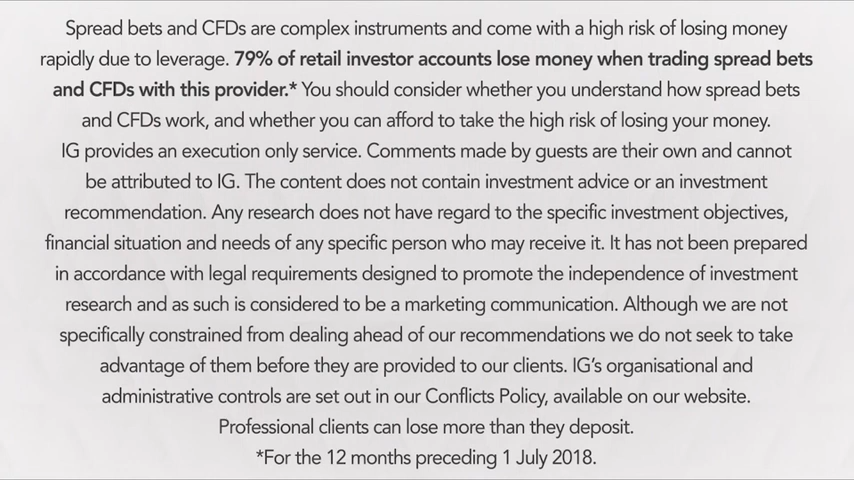 Spread bets and CFDs are complex instruments and come with a high risk of losing money
rapidly due to leverage. 79% of retail investor accounts lose money when trading spread bets
and CFDs with this provider.* You should consider whether you understand how spread bets
and CFDs work, and whether you can afford to take the high risk of losing your money.
IG provides an execution only service. Comments made by guests are their own and cannot
be attributed to IG. The content does not contain investment advice or an investment
recommendation. Any research does not have regard to the specific investment objectives,
financial situation and needs of any specific person who may receive it. It has not been prepared
in accordance with legal requirements designed to promote the independence of investment
research and as such is considered to be a marketing communication. Although we are not
specifically constrained from dealing ahead of our recommendations we do not seek to take
advantage of them before they are provided to our clients. IG’s organisational and
administrative controls are set out in our Conflicts Policy, available on our website.
Professional clients can lose more than they deposit.
*For the 12 months preceding 1 July 2018.